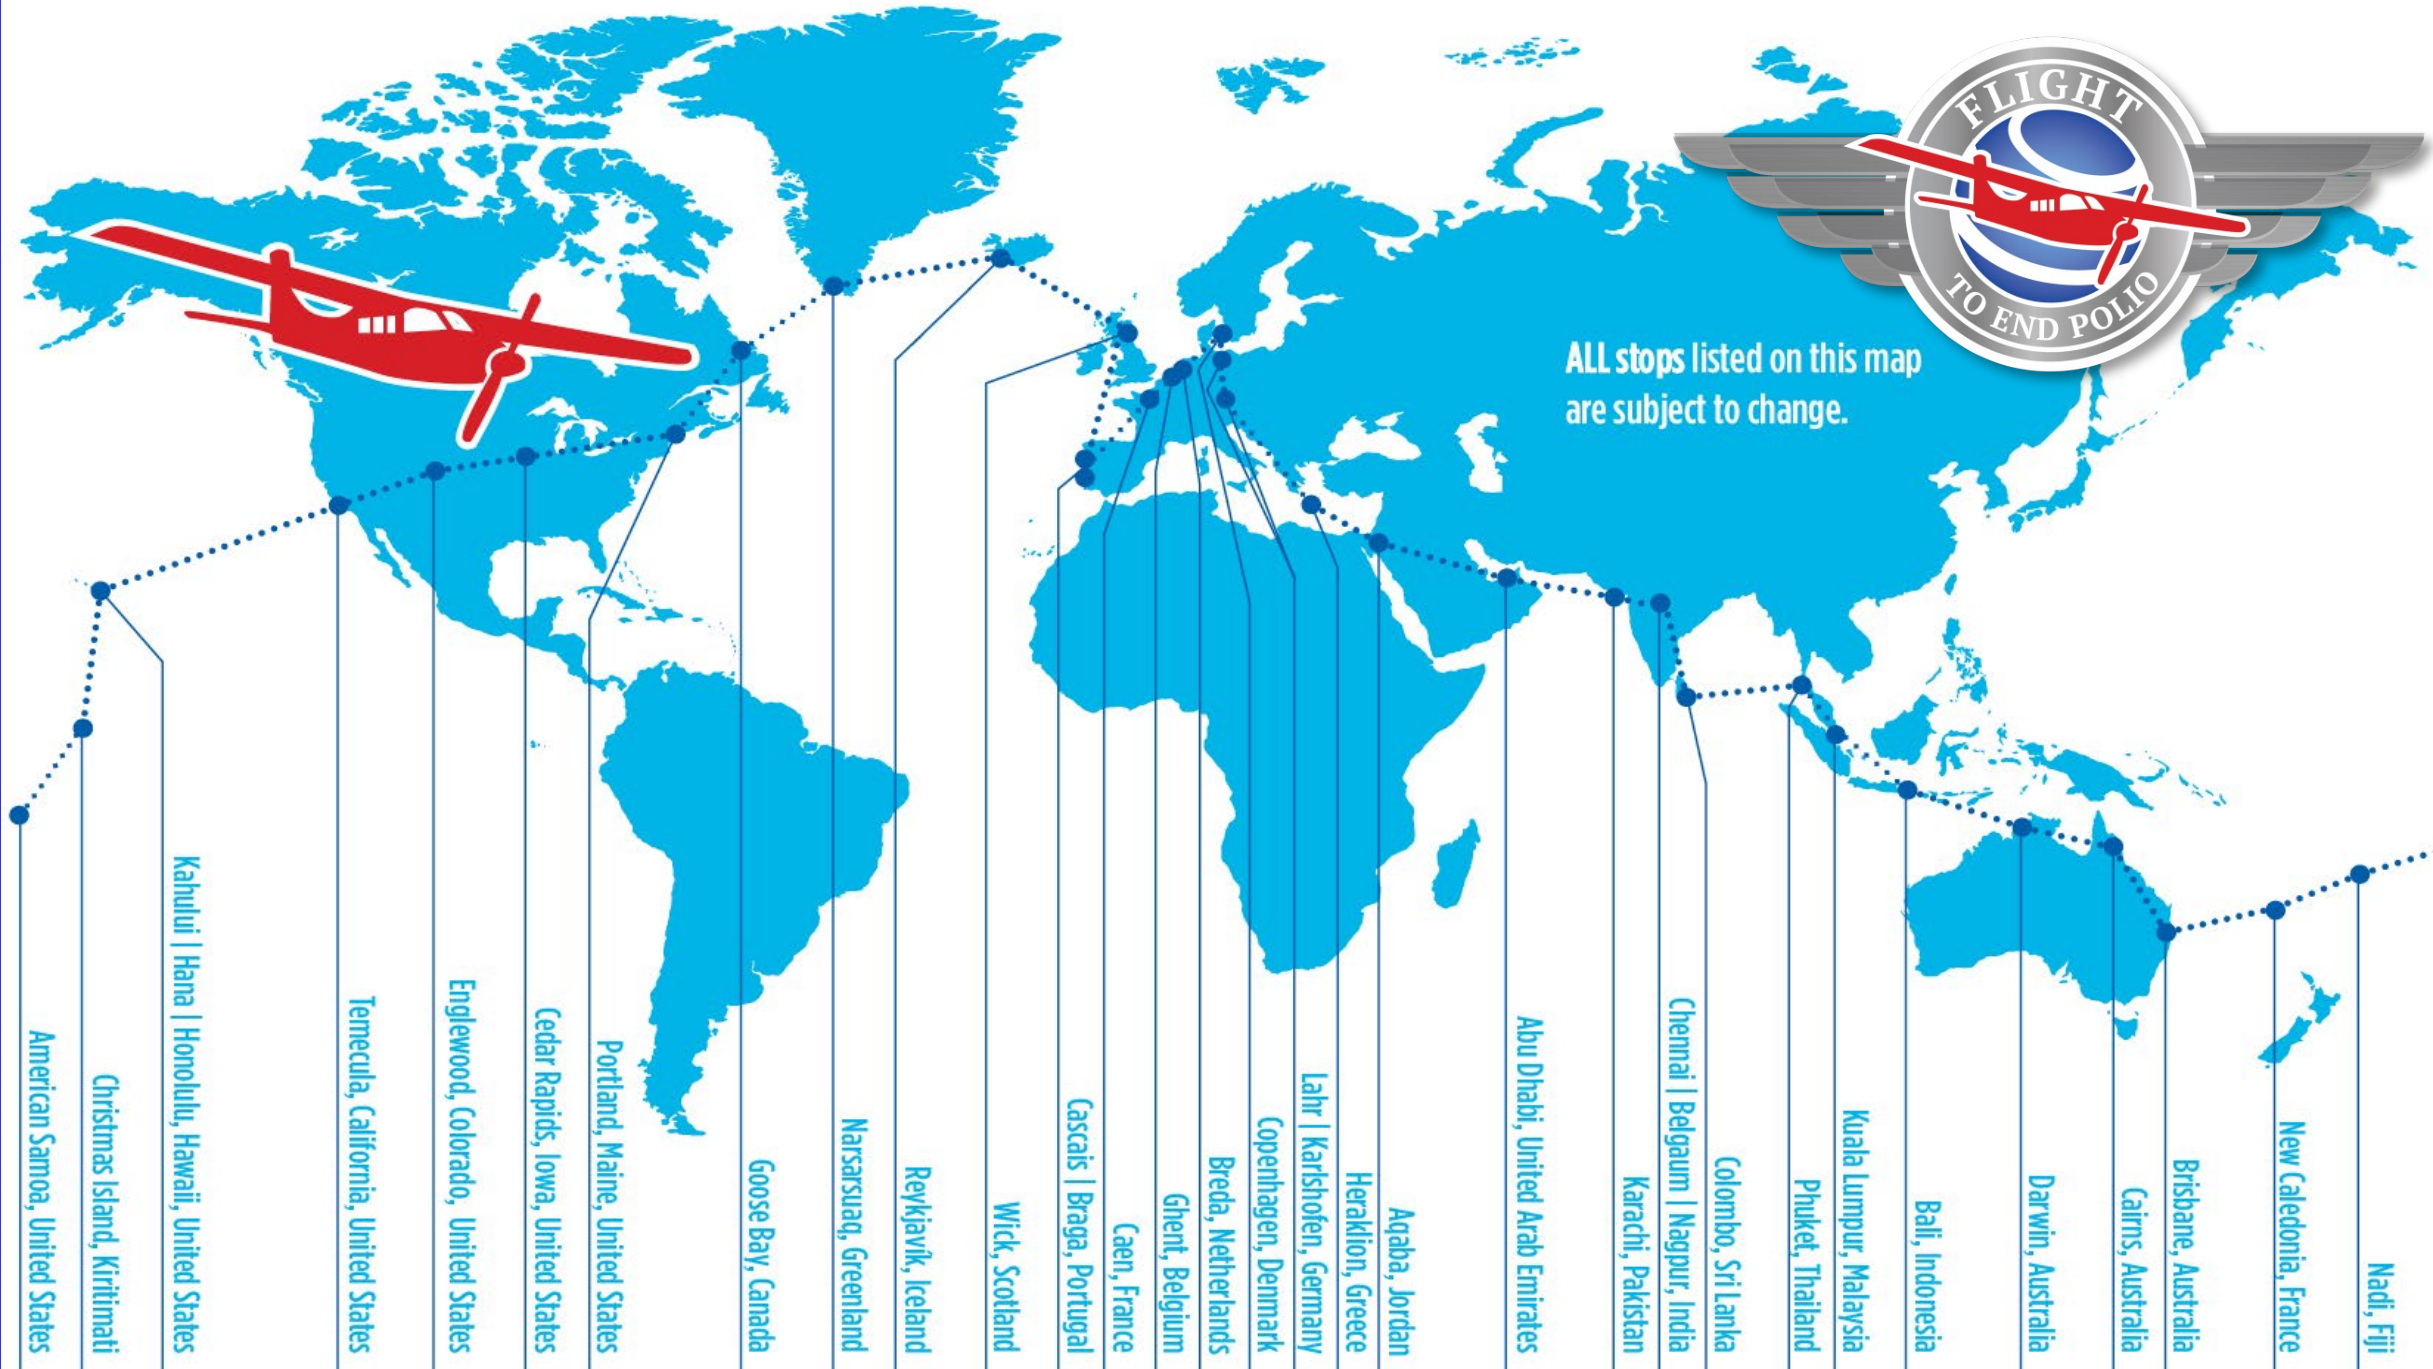 FLIGHT
TO END POLIO
ALL stops listed on this map
are subject to change.
American Samoa, United States
Christmas Island, Kiritimati
Kahului | Hana | Honolulu, Hawaii, United States
Temecula, California, United States
Englewood, Colorado, United States
Cedar Rapids, Iowa, United States
Portland, Maine, United States
Goose Bay, Canada
Narsarsuaq, Greenland
Reykjavík, Iceland
Wick, Scotland
Cascais | Braga, Portugal
Caen, France
Ghent, Belgium
Breda, Netherlands
Copenhagen, Denmark
Lahr | Karlshofen, Germany
Heraklion, Greece
Aqaba, Jordan
Abu Dhabi, United Arab Emirates
Karachi, Pakistan
Chennai | Belgaum | Nagpur, India
Colombo, Sri Lanka
Phuket, Thailand
Kuala Lumpur, Malaysia
Bali, Indonesia
Darwin, Australia
Cairns, Australia
Brisbane, Australia
New Caledonia, France
Nadi, Fiji